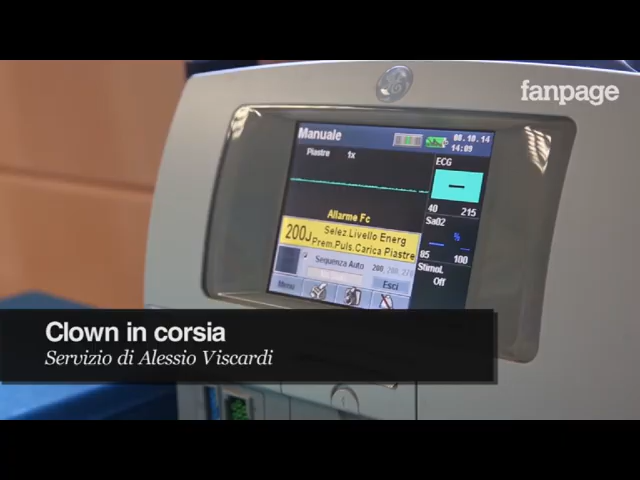 fanpage
Manuale
08.10.14
14:09
Piastre 1x
ECG
40 215
Allarme Fc
SaO2
200J Selez.Livello Energ
Prem.Puls.Carica Piastre
%
85 100
Sequenza Auto 200, 200, 270
Stimol.
Off
Menu
Esci
Clown in corsia
Servizio di Alessio Viscardi